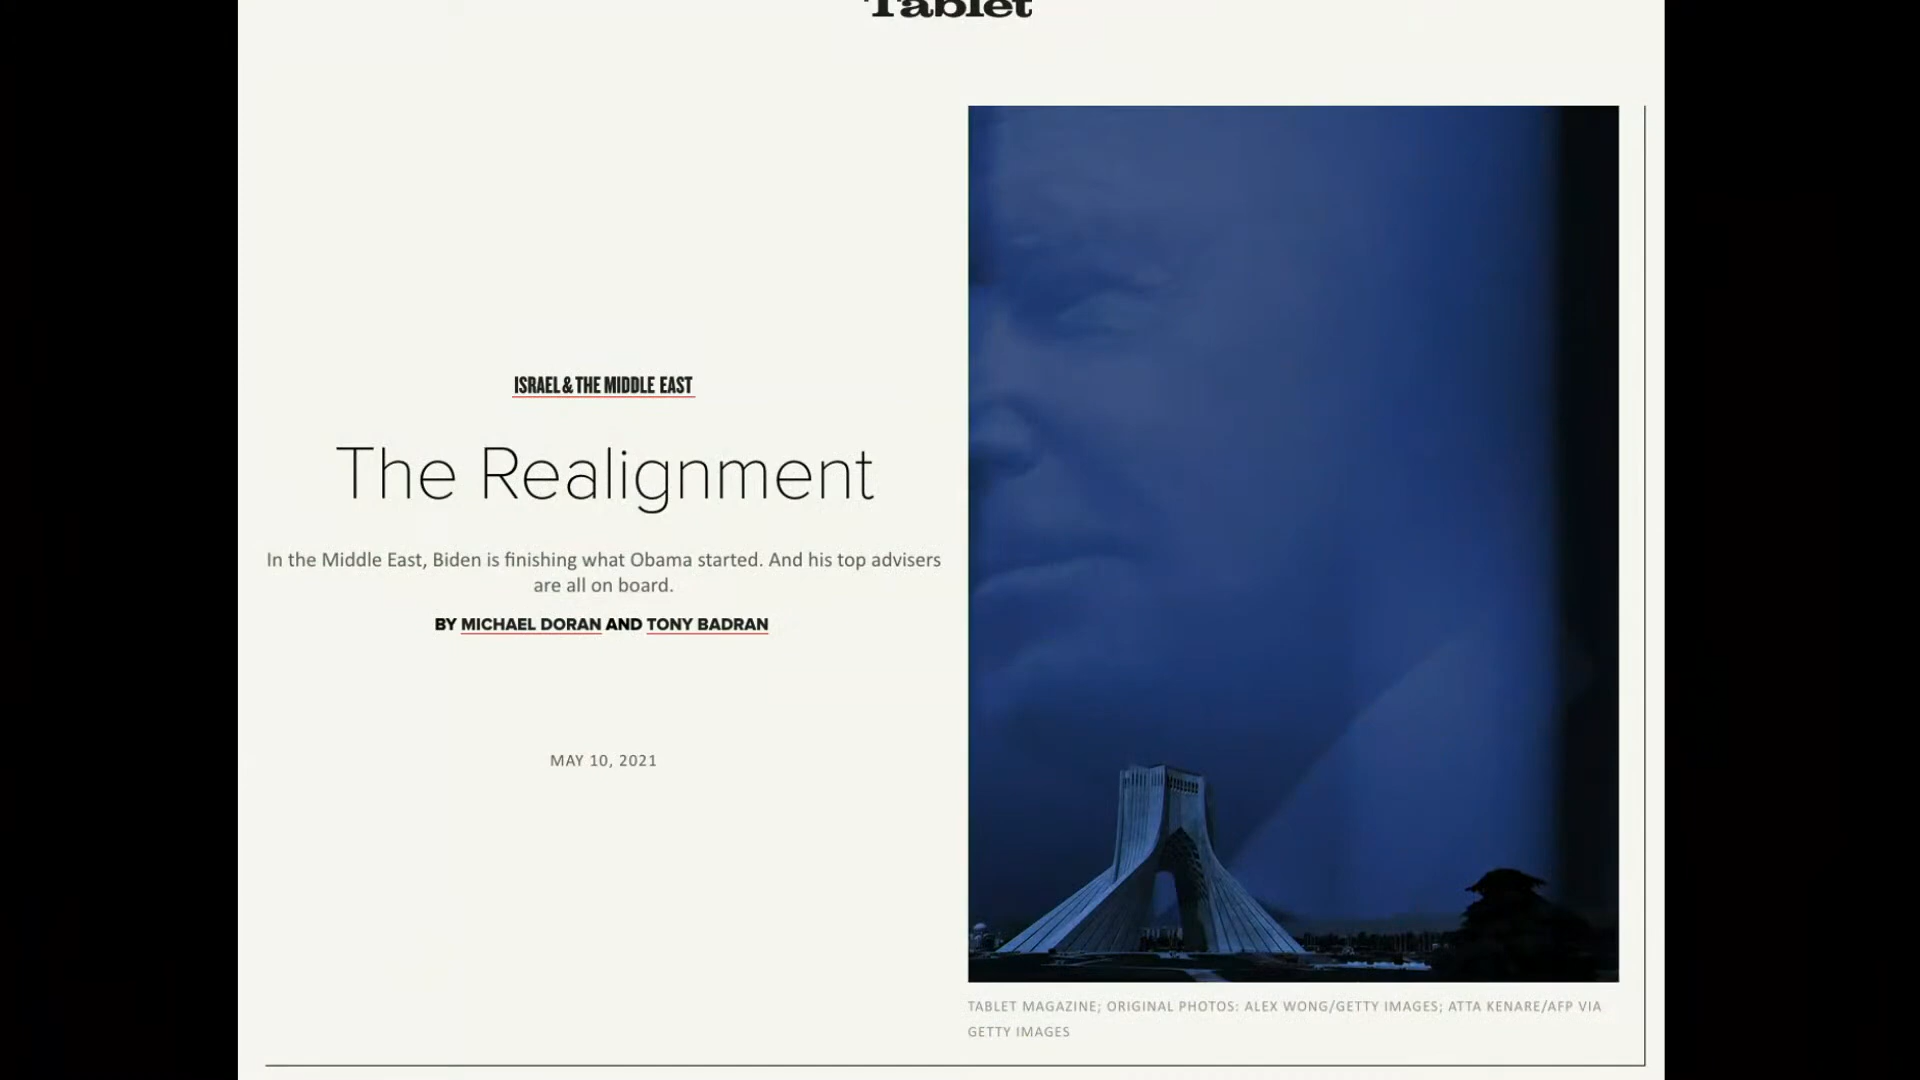 Tablet
ISRAEL & THE MIDDLE EAST
The Realignment
In the Middle East, Biden is finishing what Obama started. And his top advisers
are all on board.
BY MICHAEL DORAN AND TONY BADRAN
MAY 10, 2021
TABLET MAGAZINE; ORIGINAL PHOTOS: ALEX WONG/GETTY IMAGES; ATTA KENARE/AFP VIA
GETTY IMAGES